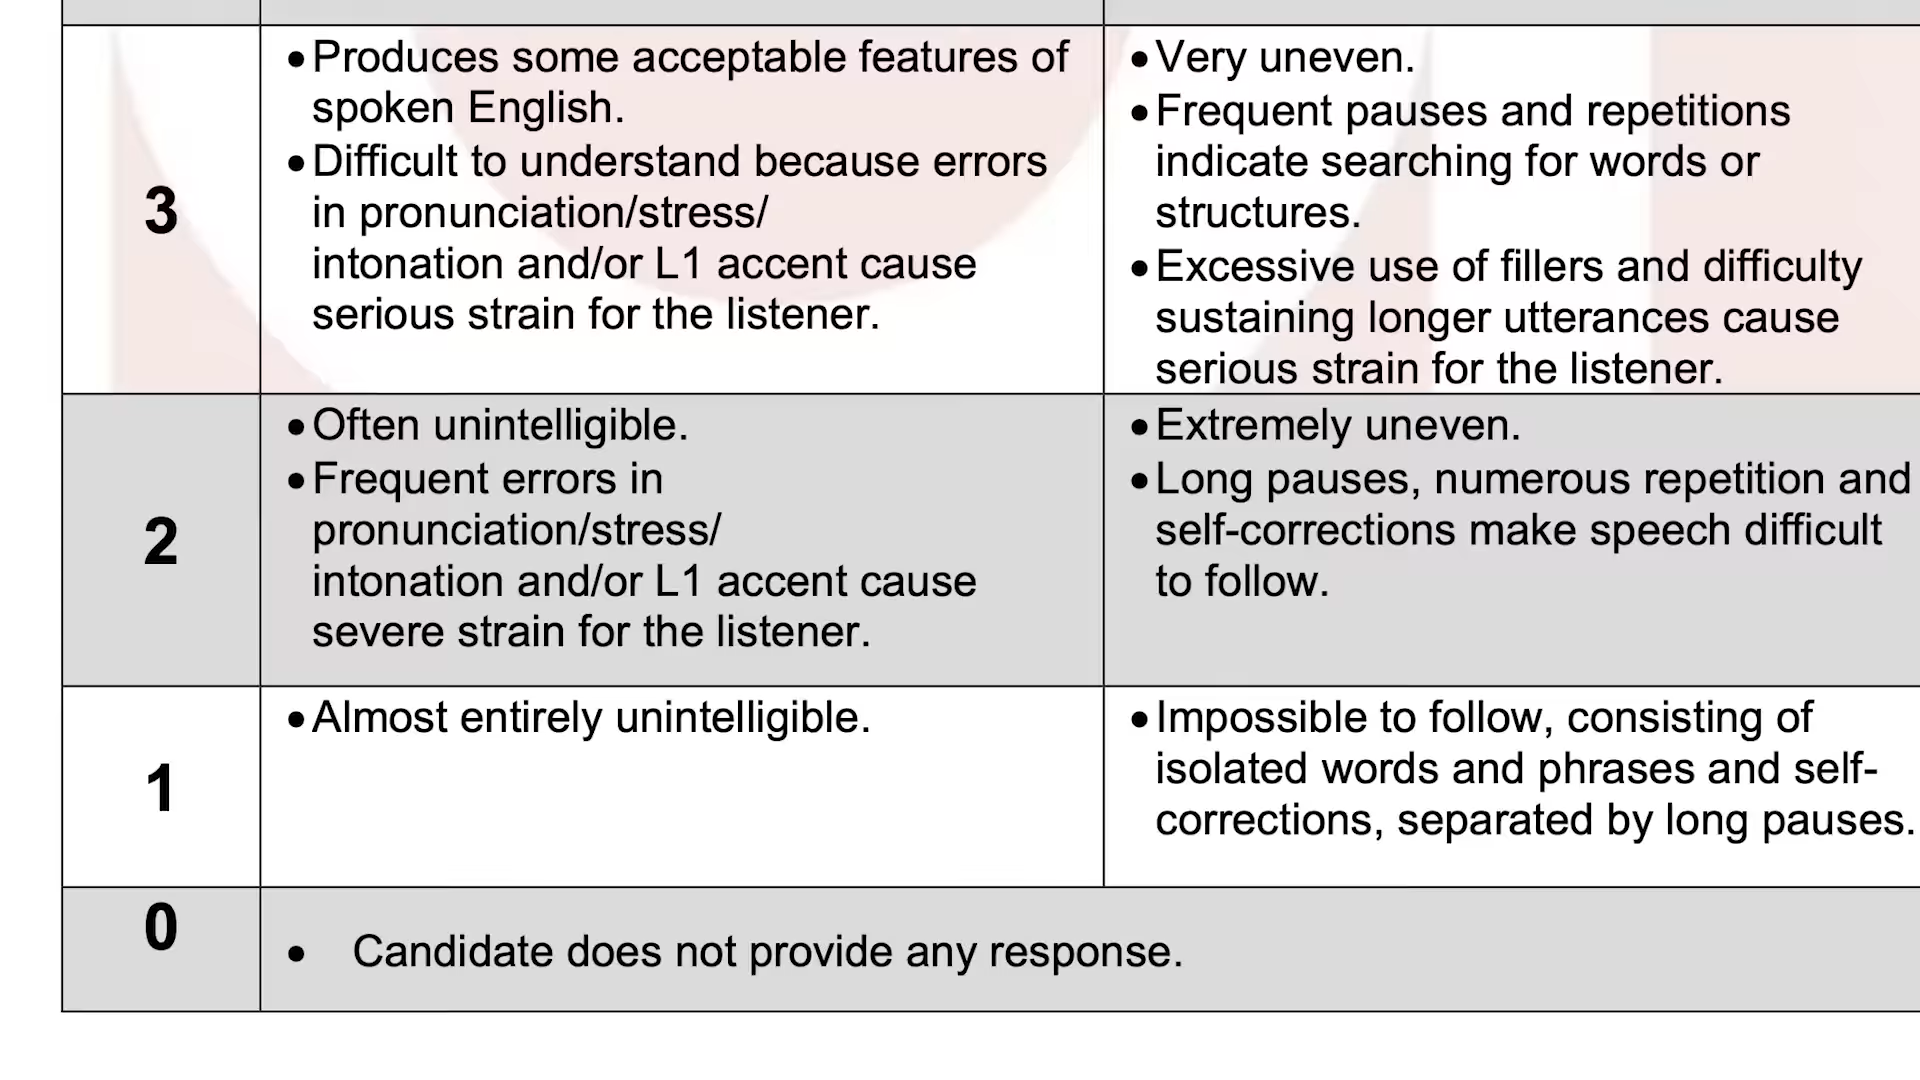 3
• Produces some acceptable features of
spoken English.
• Difficult to understand because errors
in pronunciation/stress/
intonation and/or L1 accent cause
serious strain for the listener.
• Very uneven.
• Frequent pauses and repetitions
indicate searching for words or
structures.
• Excessive use of fillers and difficulty
sustaining longer utterances cause
serious strain for the listener.
2
• Often unintelligible.
• Frequent errors in
pronunciation/stress/
intonation and/or L1 accent cause
severe strain for the listener.
• Extremely uneven.
• Long pauses, numerous repetition and
self-corrections make speech difficult
to follow.
1
• Almost entirely unintelligible.
• Impossible to follow, consisting of
isolated words and phrases and self-
corrections, separated by long pauses.
0
• Candidate does not provide any response.